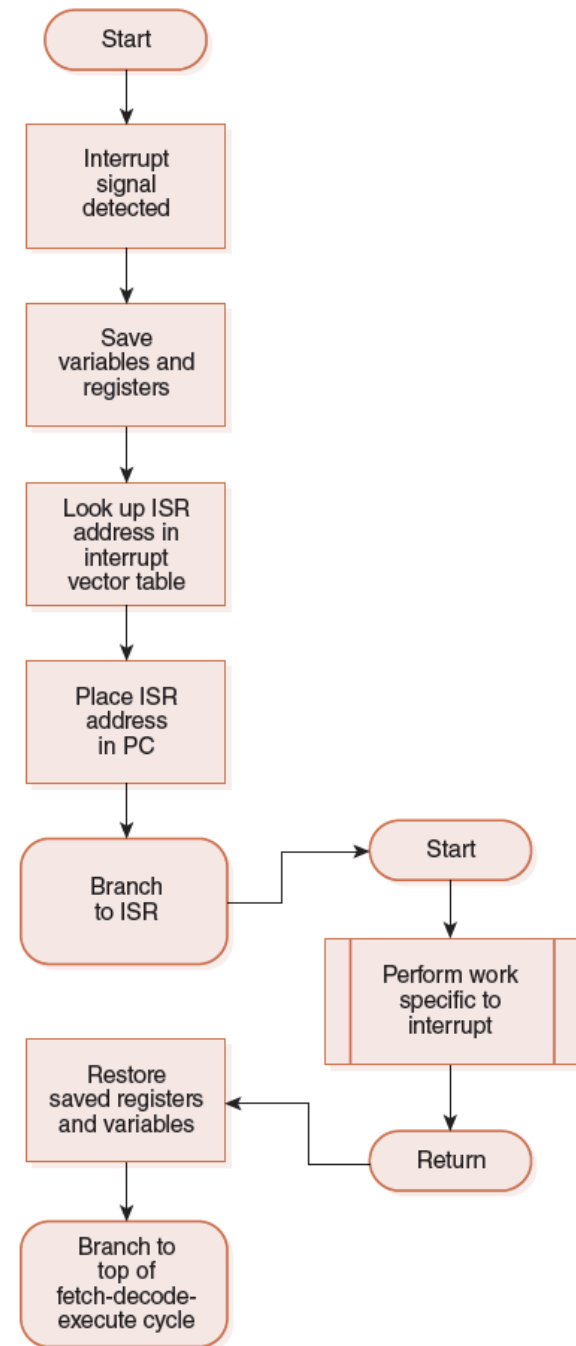 Start
Interrupt
signal
detected
Save
variables and
registers
Look up ISR
address in
interrupt
vector table
Place ISR
address
in PC
Branch
to ISR
Start
Perform work
specific to
interrupt
Return
Restore
saved registers
and variables
Branch to
top of
fetch-decode-
execute cycle